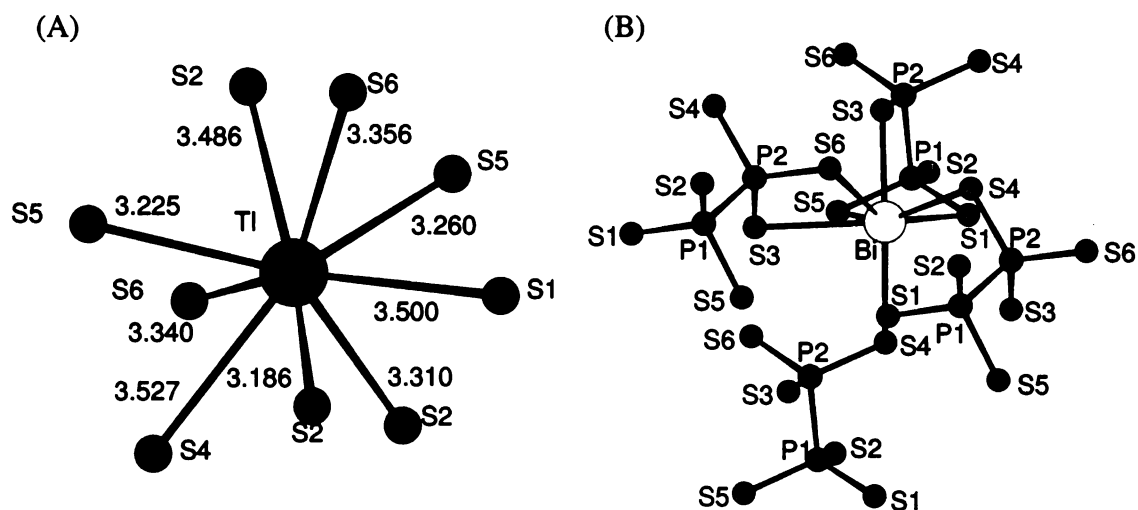 (A)
S2
S6
3.486
3.356
S5
S5
3.225
Tl
3.260
S6
S1
3.340
3.500
3.527
3.186
3.310
S4
S2
S2
(B)
S6
P2
S4
S3
S4
S6
P1
P2
S2
S2
S5
S4
S1
P1
S3
Bi
S1
P2
S6
S2
S5
S1
P1
S3
S6
P2
S4
S3
S5
P1
S2
S5
S1